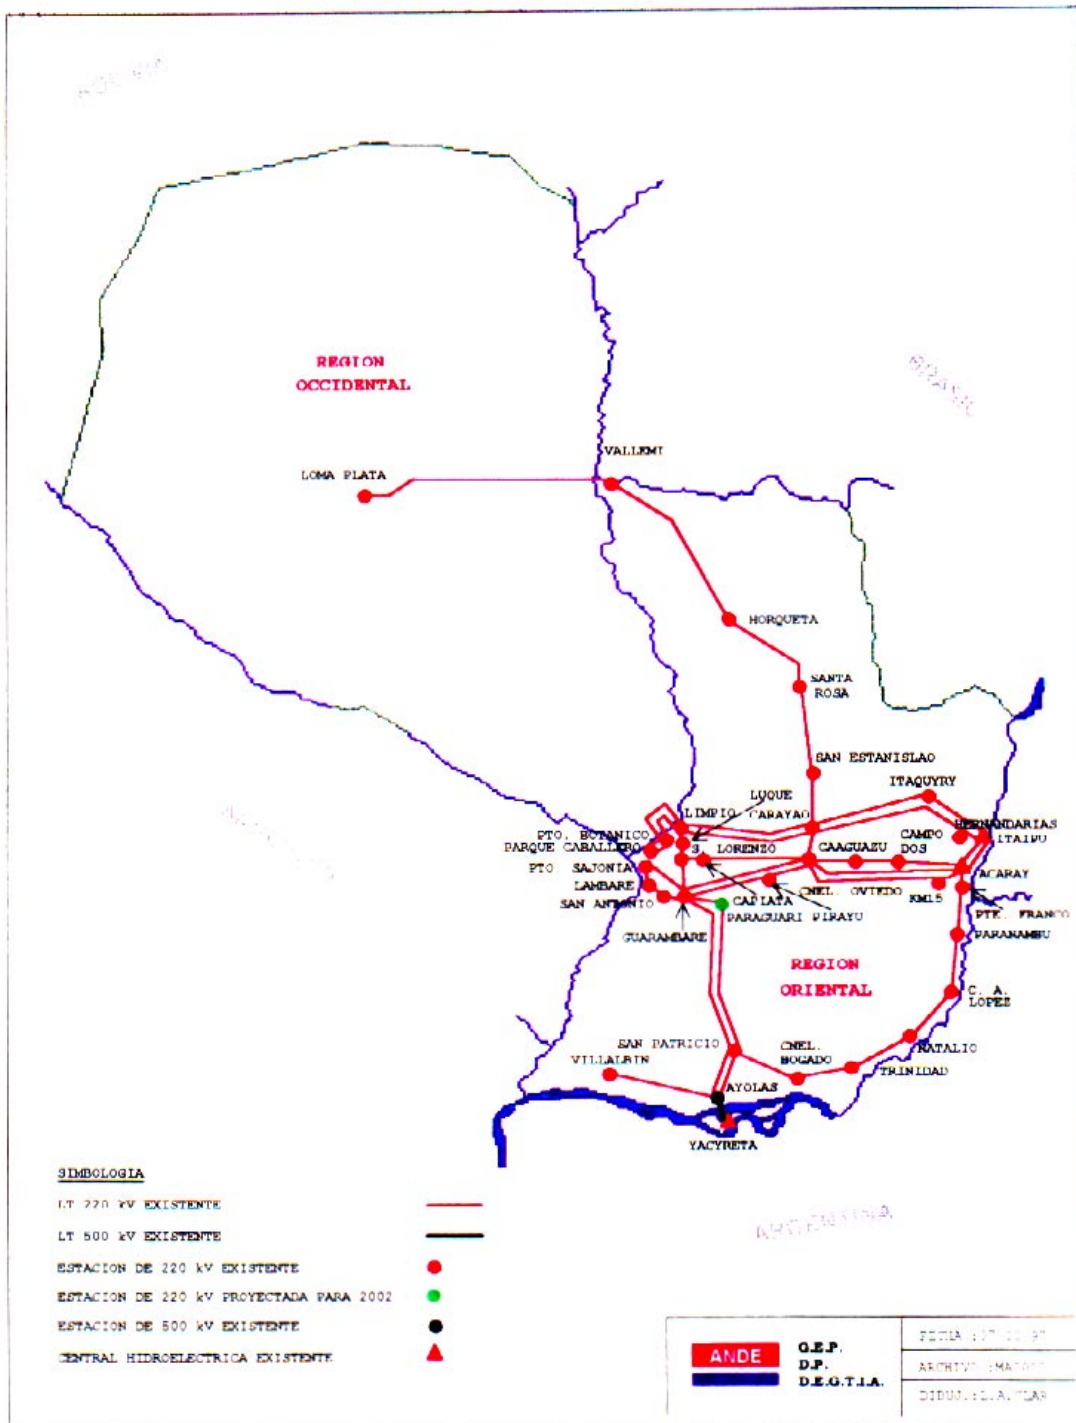 REGION
OCCIDENTAL
BRASIL
LOMA PLATA
VALLEMI
HORQUETA
SANTA
ROSA
SAN ESTANISLAO
ITAQUYRY
LUQUE
LIMPIO
CARAYAO
HERNANDARIAS
ITAIPU
PTO. BOTANICO
CAMPO
DOS
PARQUE CABALLERO
S. LORENZO
CAAGUAZU
PTO SAJONIA
ACARAY
LAMBARE
CNEL. OVIEDO
KM15
SAN ANTONIO
CAPIATA
PARAGUARI PIRAYU
PTE. FRANCO
GUARAMBARE
PARANAMBU
REGION
ORIENTAL
C. A.
LOPEZ
SAN PATRICIO
CNEL.
BOGADO
NATALIO
VILLALBIN
TRINIDAD
AYOLAS
YACYRETA
ARGENTINA
SIMBOLOGIA
LT 220 kV EXISTENTE
LT 500 kV EXISTENTE
ESTACION DE 220 kV EXISTENTE
ESTACION DE 220 kV PROYECTADA PARA 2002
ESTACION DE 500 kV EXISTENTE
CENTRAL HIDROELECTRICA EXISTENTE
ANDE
G.E.P.
D.P.
D.E.G.T.I.A.
FECHA
ARCHIVO